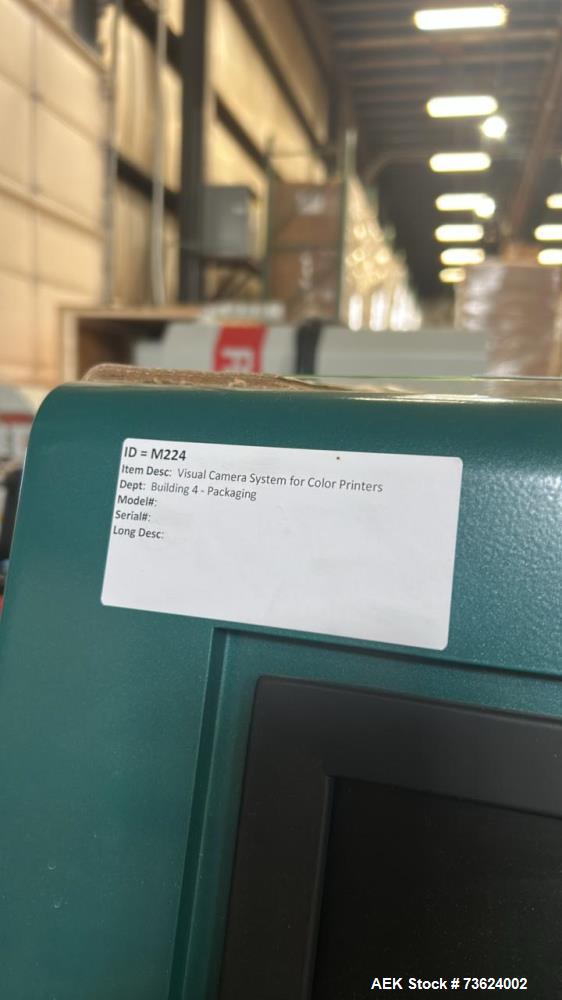 ID = M224
Item Desc: Visual Camera System for Color Printers
Dept: Building 4 - Packaging
Model#:
Serial#:
Long Desc:
AEK Stock # 73624002